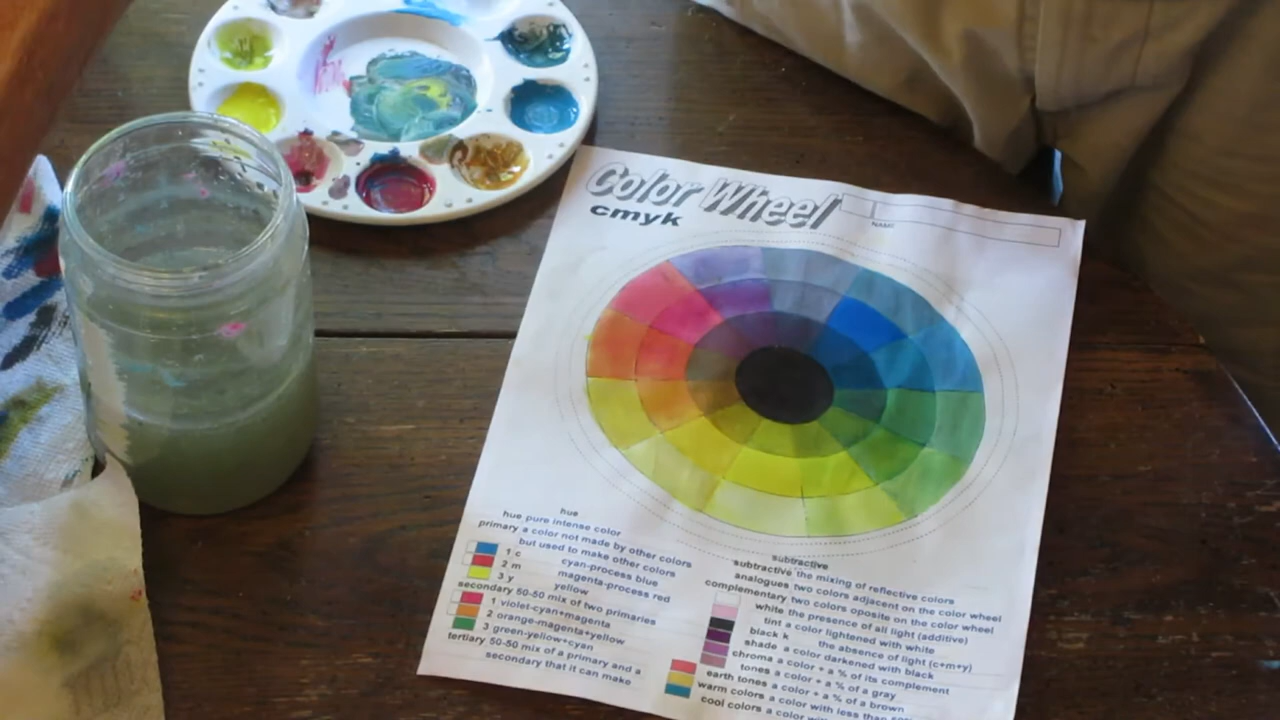 Color Wheel
cmyk
NAME
hue
hue pure intense color
primary a color not made by other colors
but used to make other colors
1 c cyan-process blue
2 m magenta-process red
3 y yellow
secondary 50-50 mix of two primaries
1 violet-cyan+magenta
2 orange-magenta+yellow
3 green-yellow+cyan
tertiary 50-50 mix of a primary and a
secondary that it can make
subtractive
subtractive the mixing of reflective colors
analogues two colors adjacent on the color wheel
complementary two colors oposite on the color wheel
white the presence of all light (additive)
tint a color lightened with white
black k the absence of light (c+m+y)
shade a color darkened with black
chroma a color + a % of its complement
tones a color + a % of a gray
earth tones a color + a % of a brown
warm colors a color with less than
cool colors a color